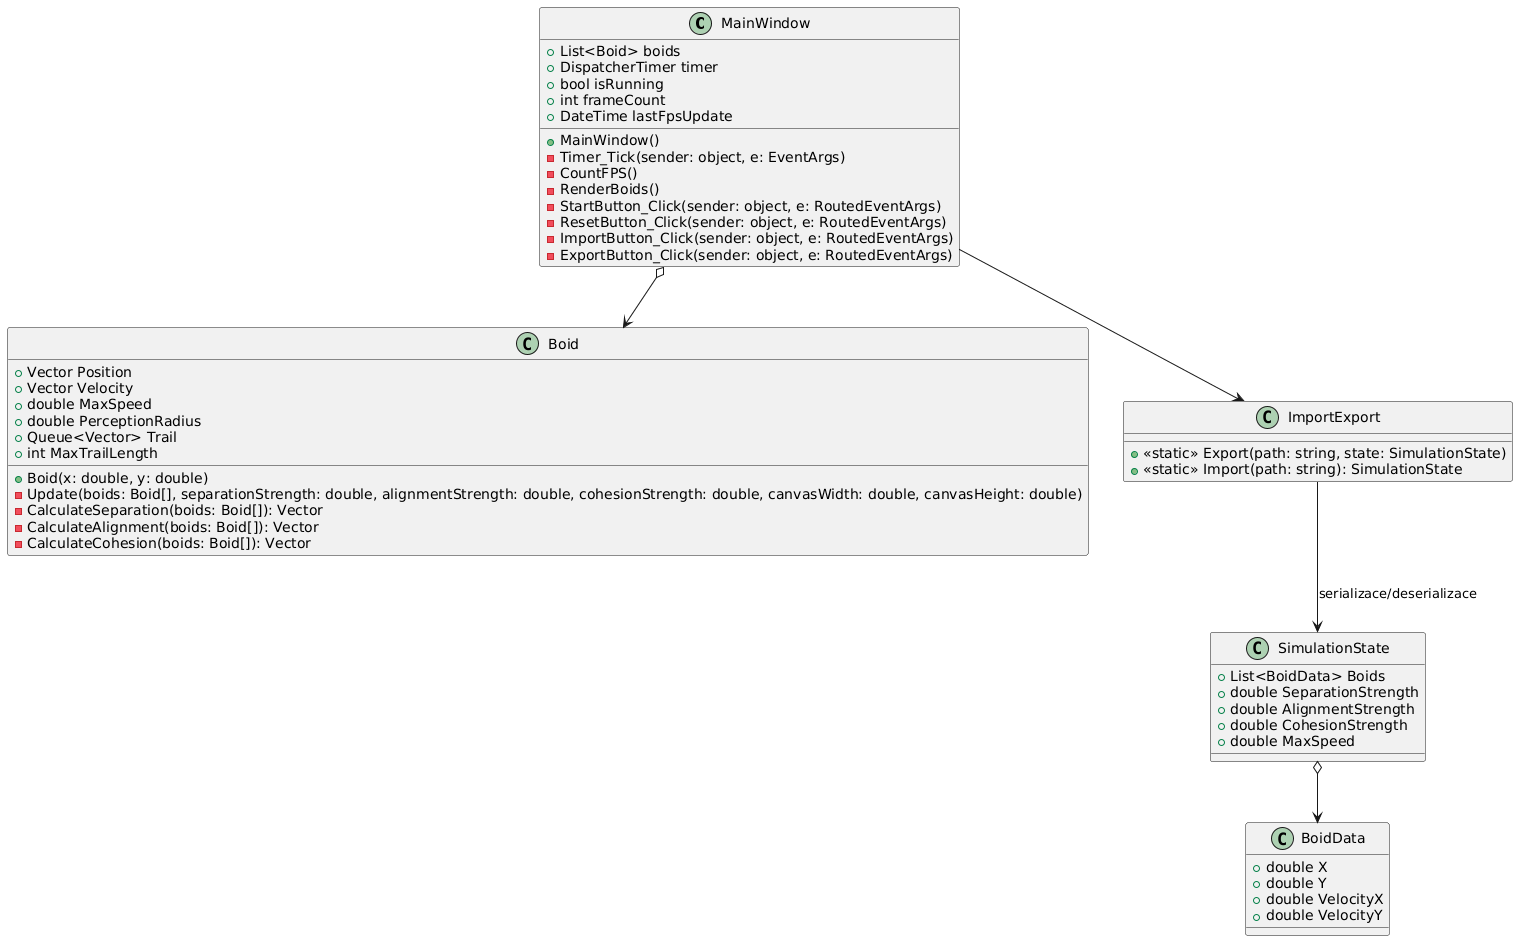 C MainWindow
List<Boid> boids
DispatcherTimer timer
bool isRunning
int frameCount
DateTime lastFpsUpdate
MainWindow()
Timer_Tick(sender: object, e: EventArgs)
CountFPS()
RenderBoids()
StartButton_Click(sender: object, e: RoutedEventArgs)
ResetButton_Click(sender: object, e: RoutedEventArgs)
ImportButton_Click(sender: object, e: RoutedEventArgs)
ExportButton_Click(sender: object, e: RoutedEventArgs)
C Boid
Vector Position
Vector Velocity
double MaxSpeed
double PerceptionRadius
Queue<Vector> Trail
int MaxTrailLength
Boid(x: double, y: double)
Update(boids: Boid[], separationStrength: double, alignmentStrength: double, cohesionStrength: double, canvasWidth: double, canvasHeight: double)
CalculateSeparation(boids: Boid[]): Vector
CalculateAlignment(boids: Boid[]): Vector
CalculateCohesion(boids: Boid[]): Vector
C ImportExport
«static» Export(path: string, state: SimulationState)
«static» Import(path: string): SimulationState
serializace/deserializace
C SimulationState
List<BoidData> Boids
double SeparationStrength
double AlignmentStrength
double CohesionStrength
double MaxSpeed
C BoidData
double X
double Y
double VelocityX
double VelocityY